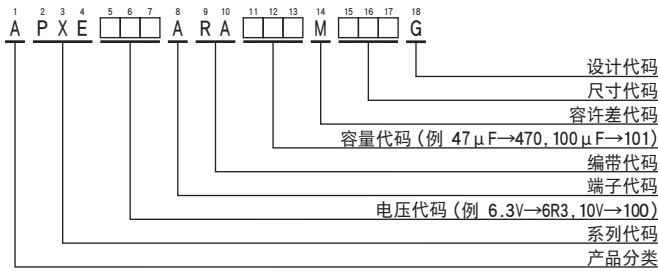 1 2 3 4 5 6 7 8 9 10 11 12 13 14 15 16 17 18
A P X E □□□ A R A □□□ M □□□ G
设计代码
尺寸代码
容许差代码
容量代码 (例 47μF→470, 100μF→101)
编带代码
端子代码
电压代码 (例 6.3V→6R3, 10V→100)
系列代码
产品分类